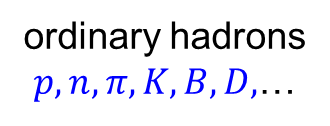 ordinary hadrons
p, n, π, K, B, D,...